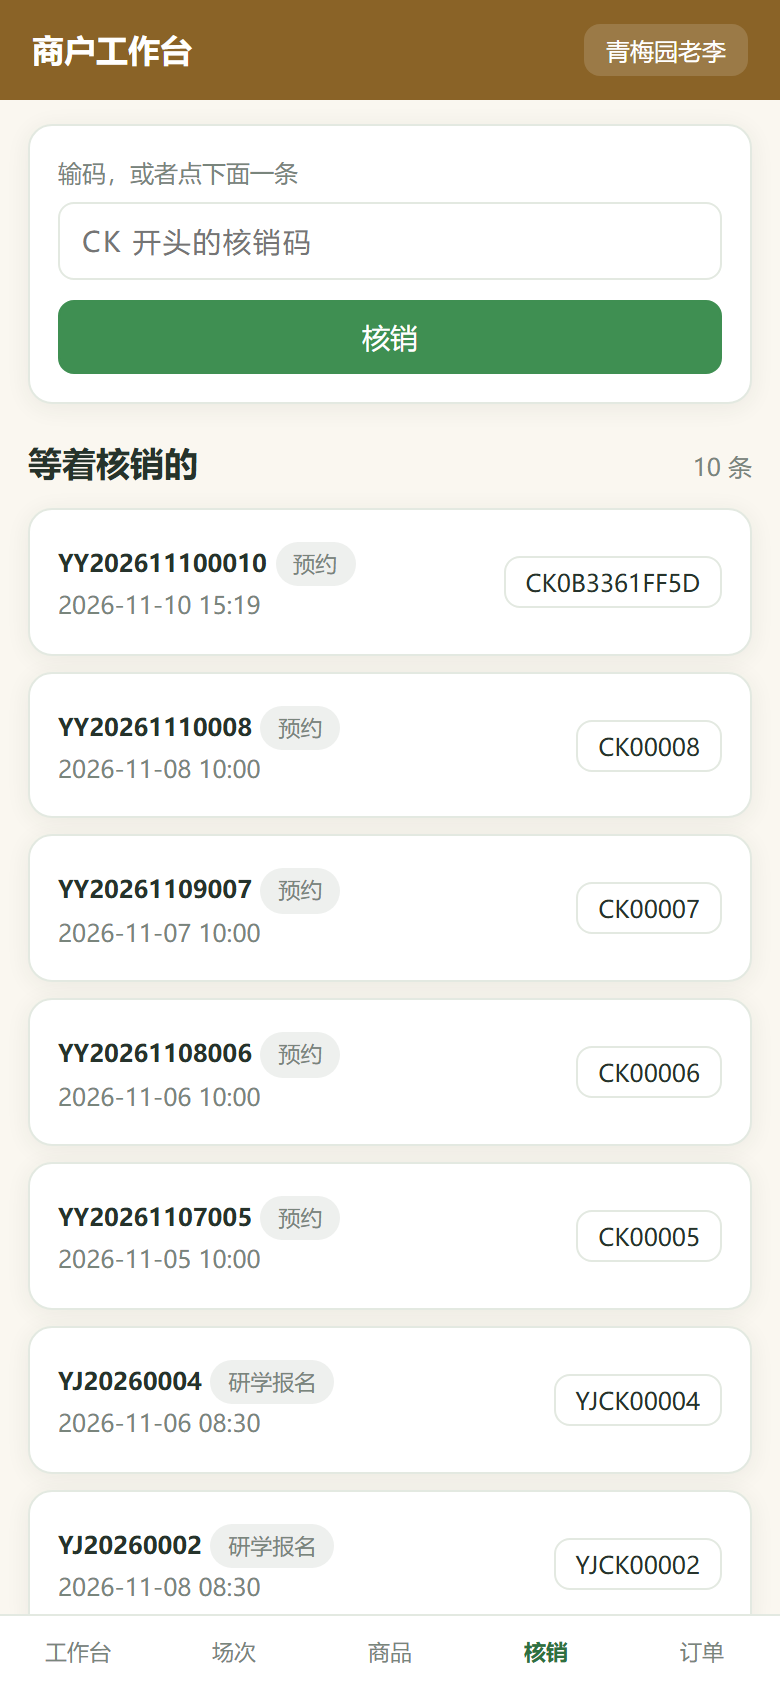 商户工作台
青梅园老李
输码，或者点下面一条
CK 开头的核销码
核销
等着核销的
10 条
YY202611100010 预约
2026-11-10 15:19
CK0B3361FF5D
YY20261110008 预约
2026-11-08 10:00
CK00008
YY20261109007 预约
2026-11-07 10:00
CK00007
YY20261108006 预约
2026-11-06 10:00
CK00006
YY20261107005 预约
2026-11-05 10:00
CK00005
YJ20260004 研学报名
2026-11-06 08:30
YJCK00004
YJ20260002 研学报名
2026-11-08 08:30
YJCK00002
工作台 场次 商品 核销 订单